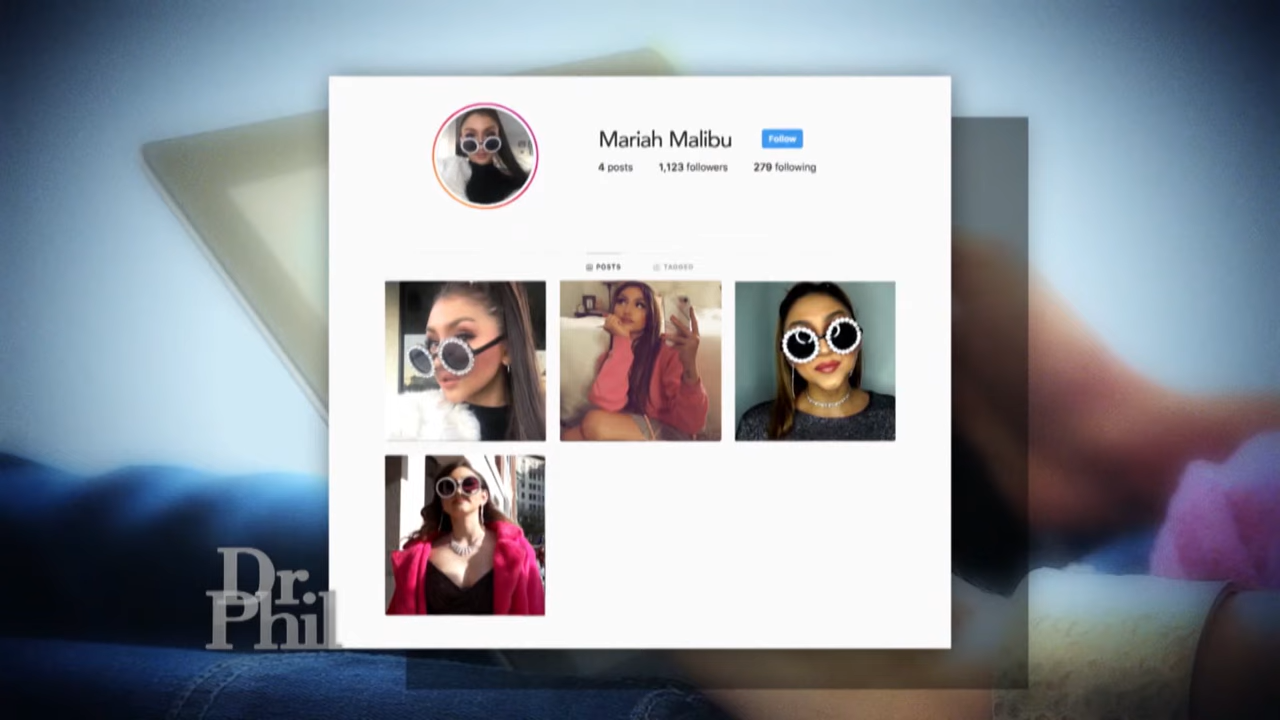 Mariah Malibu
Follow
4 posts
1,123 followers
279 following
POSTS
TAGGED
Dr.
Phil